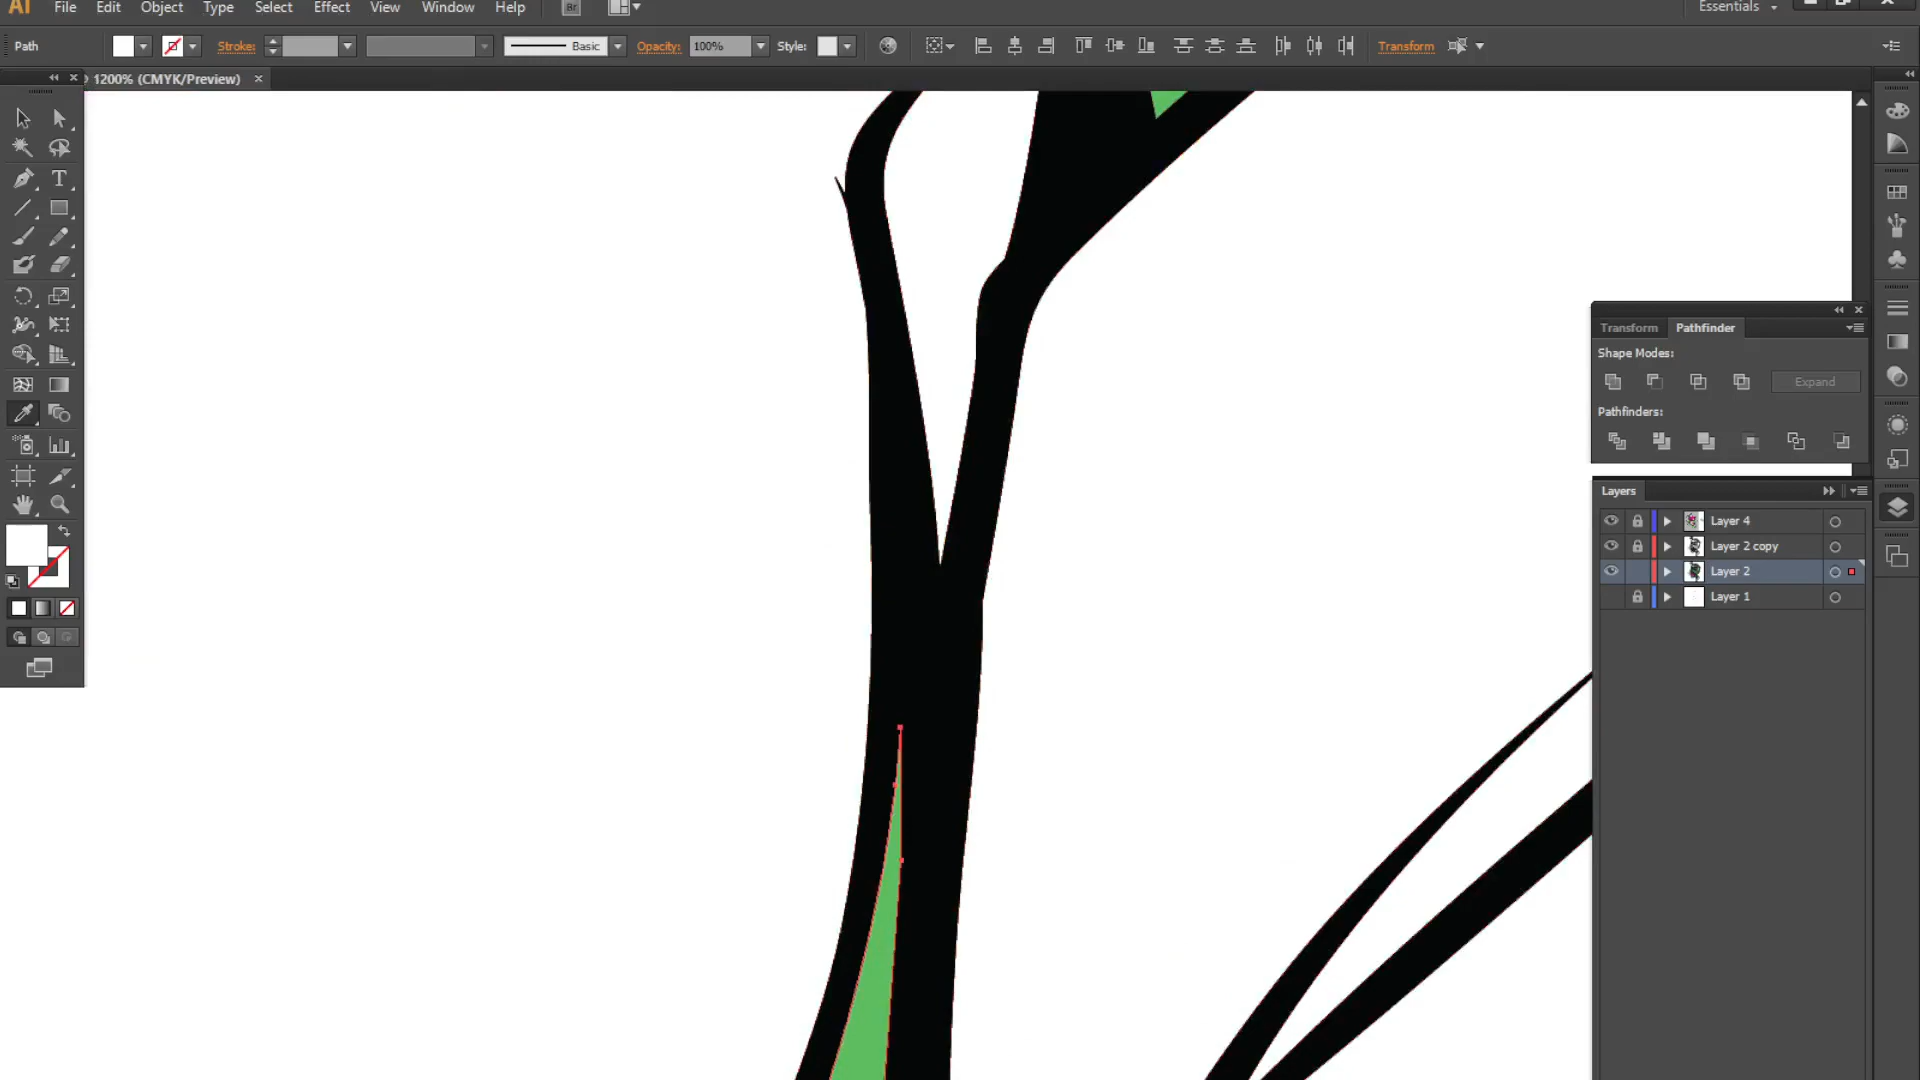 Ai File Edit Object Type Select Effect View Window Help Br Essentials
Path Stroke: Basic Opacity: 100% Style: Transform
1200% (CMYK/Preview)
T
Transform Pathfinder
Shape Modes:
Expand
Pathfinders:
Layers
Layer 4
Layer 2 copy
Layer 2
Layer 1